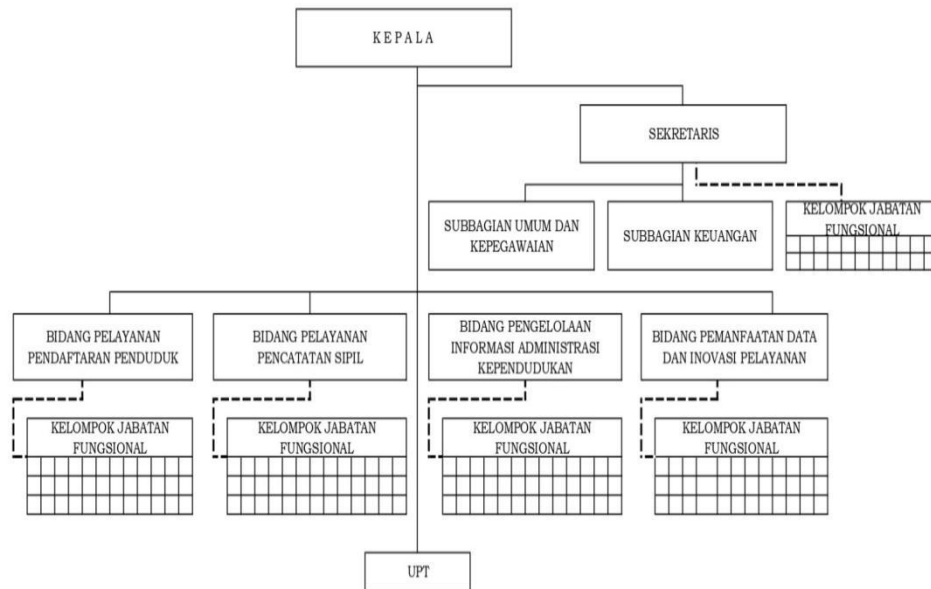 KEPALA
SEKRETARIS
SUBBAGIAN UMUM DAN
KEPEGAWAIAN
SUBBAGIAN KEUANGAN
KELOMPOK JABATAN
FUNGSIONAL
BIDANG PELAYANAN
PENDAFTARAN PENDUDUK
BIDANG PELAYANAN
PENCATATAN SIPIL
BIDANG PENGELOLAAN
INFORMASI ADMINISTRASI
KEPENDUDUKAN
BIDANG PEMANFAATAN DATA
DAN INOVASI PELAYANAN
KELOMPOK JABATAN
FUNGSIONAL
KELOMPOK JABATAN
FUNGSIONAL
KELOMPOK JABATAN
FUNGSIONAL
KELOMPOK JABATAN
FUNGSIONAL
UPT